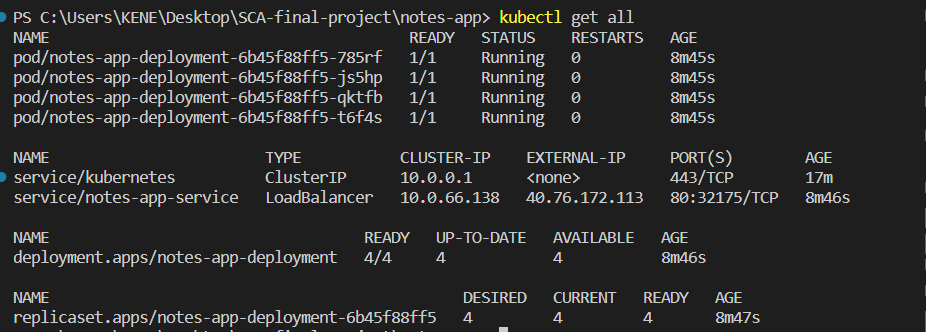 PS C:\Users\KENE\Desktop\SCA-final-project\notes-app> kubectl get all
NAME READY STATUS RESTARTS AGE
pod/notes-app-deployment-6b45f88ff5-785rf 1/1 Running 0 8m45s
pod/notes-app-deployment-6b45f88ff5-js5hp 1/1 Running 0 8m45s
pod/notes-app-deployment-6b45f88ff5-qktfb 1/1 Running 0 8m45s
pod/notes-app-deployment-6b45f88ff5-t6f4s 1/1 Running 0 8m45s
NAME TYPE CLUSTER-IP EXTERNAL-IP PORT(S) AGE
service/kubernetes ClusterIP 10.0.0.1 <none> 443/TCP 17m
service/notes-app-service LoadBalancer 10.0.66.138 40.76.172.113 80:32175/TCP 8m46s
NAME READY UP-TO-DATE AVAILABLE AGE
deployment.apps/notes-app-deployment 4/4 4 4 8m46s
NAME DESIRED CURRENT READY AGE
replicaset.apps/notes-app-deployment-6b45f88ff5 4 4 4 8m47s